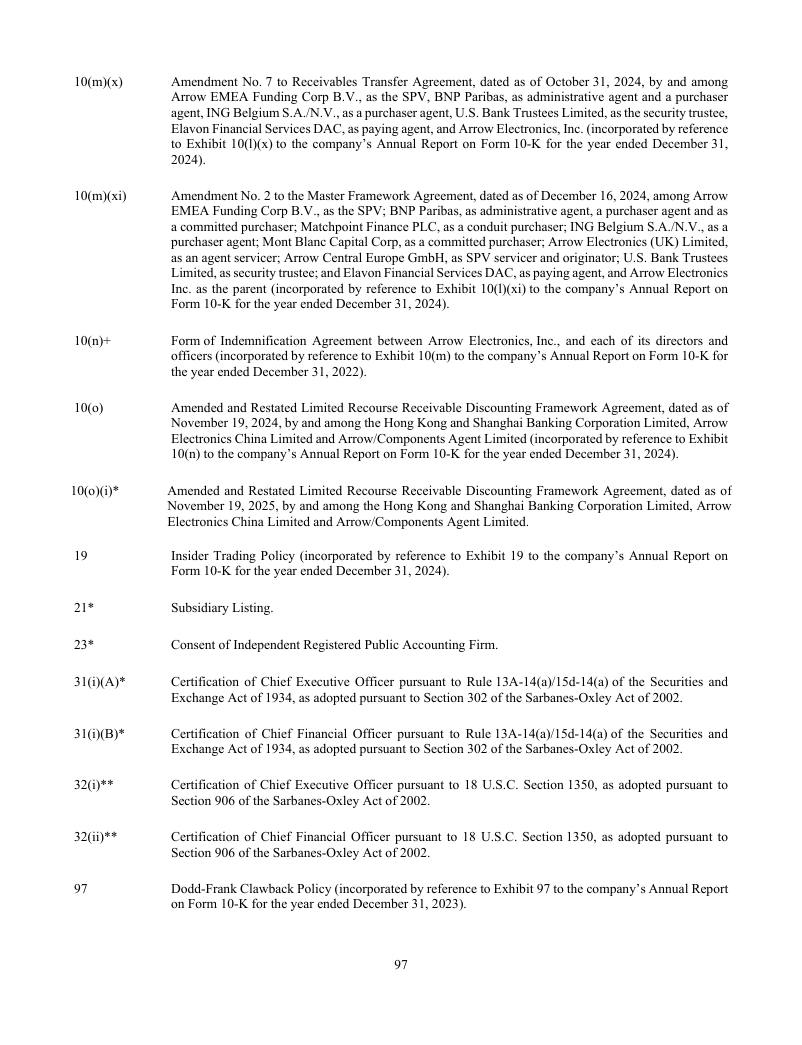 10(m)(x) Amendment No. 7 to Receivables Transfer Agreement, dated as of October 31, 2024, by and among
Arrow EMEA Funding Corp B.V., as the SPV, BNP Paribas, as administrative agent and a purchaser
agent, ING Belgium S.A./N.V., as a purchaser agent, U.S. Bank Trustees Limited, as the security trustee,
Elavon Financial Services DAC, as paying agent, and Arrow Electronics, Inc. (incorporated by reference
to Exhibit 10(l)(x) to the company’s Annual Report on Form 10-K for the year ended December 31,
2024).
10(m)(xi) Amendment No. 2 to the Master Framework Agreement, dated as of December 16, 2024, among Arrow
EMEA Funding Corp B.V., as the SPV; BNP Paribas, as administrative agent, a purchaser agent and as
a committed purchaser; Matchpoint Finance PLC, as a conduit purchaser; ING Belgium S.A./N.V., as a
purchaser agent; Mont Blanc Capital Corp, as a committed purchaser; Arrow Electronics (UK) Limited,
as an agent servicer; Arrow Central Europe GmbH, as SPV servicer and originator; U.S. Bank Trustees
Limited, as security trustee; and Elavon Financial Services DAC, as paying agent, and Arrow Electronics
Inc. as the parent (incorporated by reference to Exhibit 10(l)(xi) to the company’s Annual Report on
Form 10-K for the year ended December 31, 2024).
10(n)+ Form of Indemnification Agreement between Arrow Electronics, Inc., and each of its directors and
officers (incorporated by reference to Exhibit 10(m) to the company’s Annual Report on Form 10-K for
the year ended December 31, 2022).
10(o) Amended and Restated Limited Recourse Receivable Discounting Framework Agreement, dated as of
November 19, 2024, by and among the Hong Kong and Shanghai Banking Corporation Limited, Arrow
Electronics China Limited and Arrow/Components Agent Limited (incorporated by reference to Exhibit
10(n) to the company’s Annual Report on Form 10-K for the year ended December 31, 2024).
10(o)(i)* Amended and Restated Limited Recourse Receivable Discounting Framework Agreement, dated as of
November 19, 2025, by and among the Hong Kong and Shanghai Banking Corporation Limited, Arrow
Electronics China Limited and Arrow/Components Agent Limited.
19 Insider Trading Policy (incorporated by reference to Exhibit 19 to the company’s Annual Report on
Form 10-K for the year ended December 31, 2024).
21* Subsidiary Listing.
23* Consent of Independent Registered Public Accounting Firm.
31(i)(A)* Certification of Chief Executive Officer pursuant to Rule 13A-14(a)/15d-14(a) of the Securities and
Exchange Act of 1934, as adopted pursuant to Section 302 of the Sarbanes-Oxley Act of 2002.
31(i)(B)* Certification of Chief Financial Officer pursuant to Rule 13A-14(a)/15d-14(a) of the Securities and
Exchange Act of 1934, as adopted pursuant to Section 302 of the Sarbanes-Oxley Act of 2002.
32(i)** Certification of Chief Executive Officer pursuant to 18 U.S.C. Section 1350, as adopted pursuant to
Section 906 of the Sarbanes-Oxley Act of 2002.
32(ii)** Certification of Chief Financial Officer pursuant to 18 U.S.C. Section 1350, as adopted pursuant to
Section 906 of the Sarbanes-Oxley Act of 2002.
97 Dodd-Frank Clawback Policy (incorporated by reference to Exhibit 97 to the company’s Annual Report
on Form 10-K for the year ended December 31, 2023).
97